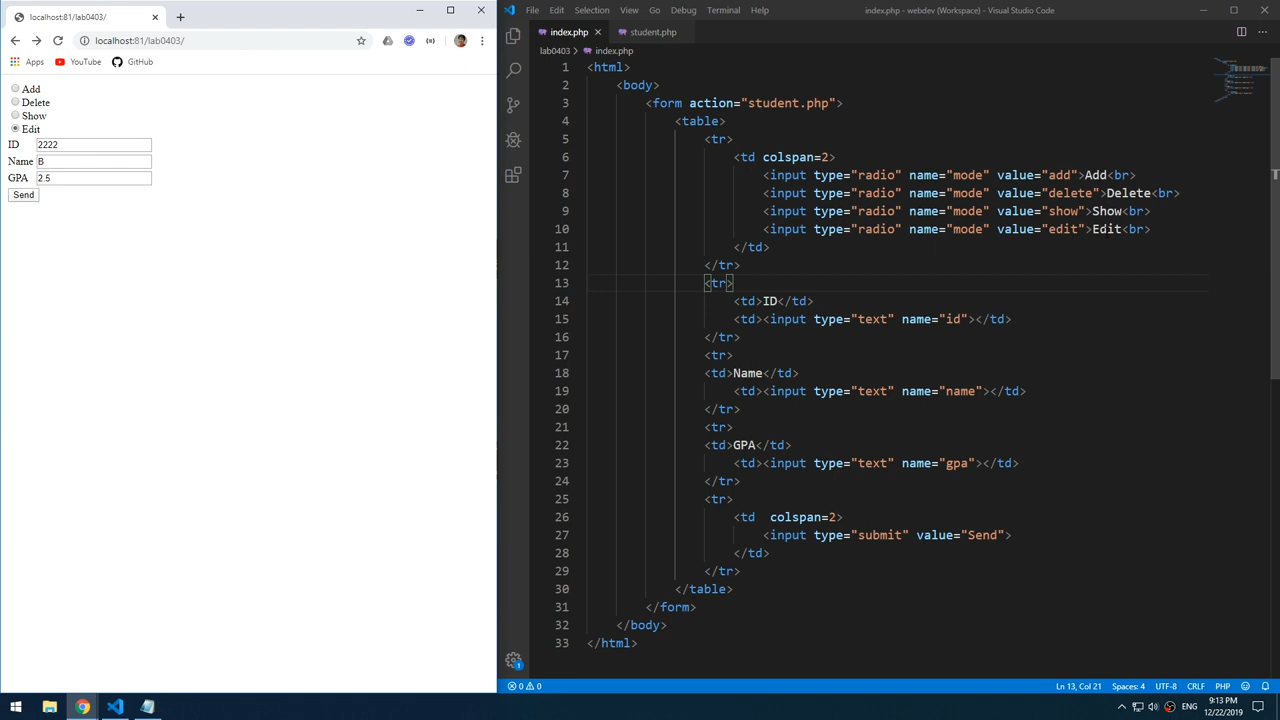 localhost:81/lab0403/
localhost:81/lab0403/
Apps YouTube GitHub
Add
Delete
Show
Edit
ID 2222
Name B
GPA 2.5
Send
File Edit Selection View Go Debug Terminal Help index.php - webdev (Workspace) - Visual Studio Code
index.php student.php
lab0403 > index.php
1 <html>
2 <body>
3 <form action="student.php">
4 <table>
5 <tr>
6 <td colspan=2>
7 <input type="radio" name="mode" value="add">Add<br>
8 <input type="radio" name="mode" value="delete">Delete<br>
9 <input type="radio" name="mode" value="show">Show<br>
10 <input type="radio" name="mode" value="edit">Edit<br>
11 </td>
12 </tr>
13 <tr>
14 <td>ID</td>
15 <td><input type="text" name="id"></td>
16 </tr>
17 <tr>
18 <td>Name</td>
19 <td><input type="text" name="name"></td>
20 </tr>
21 <tr>
22 <td>GPA</td>
23 <td><input type="text" name="gpa"></td>
24 </tr>
25 <tr>
26 <td  colspan=2>
27 <input type="submit" value="Send">
28 </td>
29 </tr>
30 </table>
31 </form>
32 </body>
33 </html>
1
0 0 Ln 13, Col 21 Spaces: 4 UTF-8 CRLF PHP
ENG 9:13 PM
12/22/2019